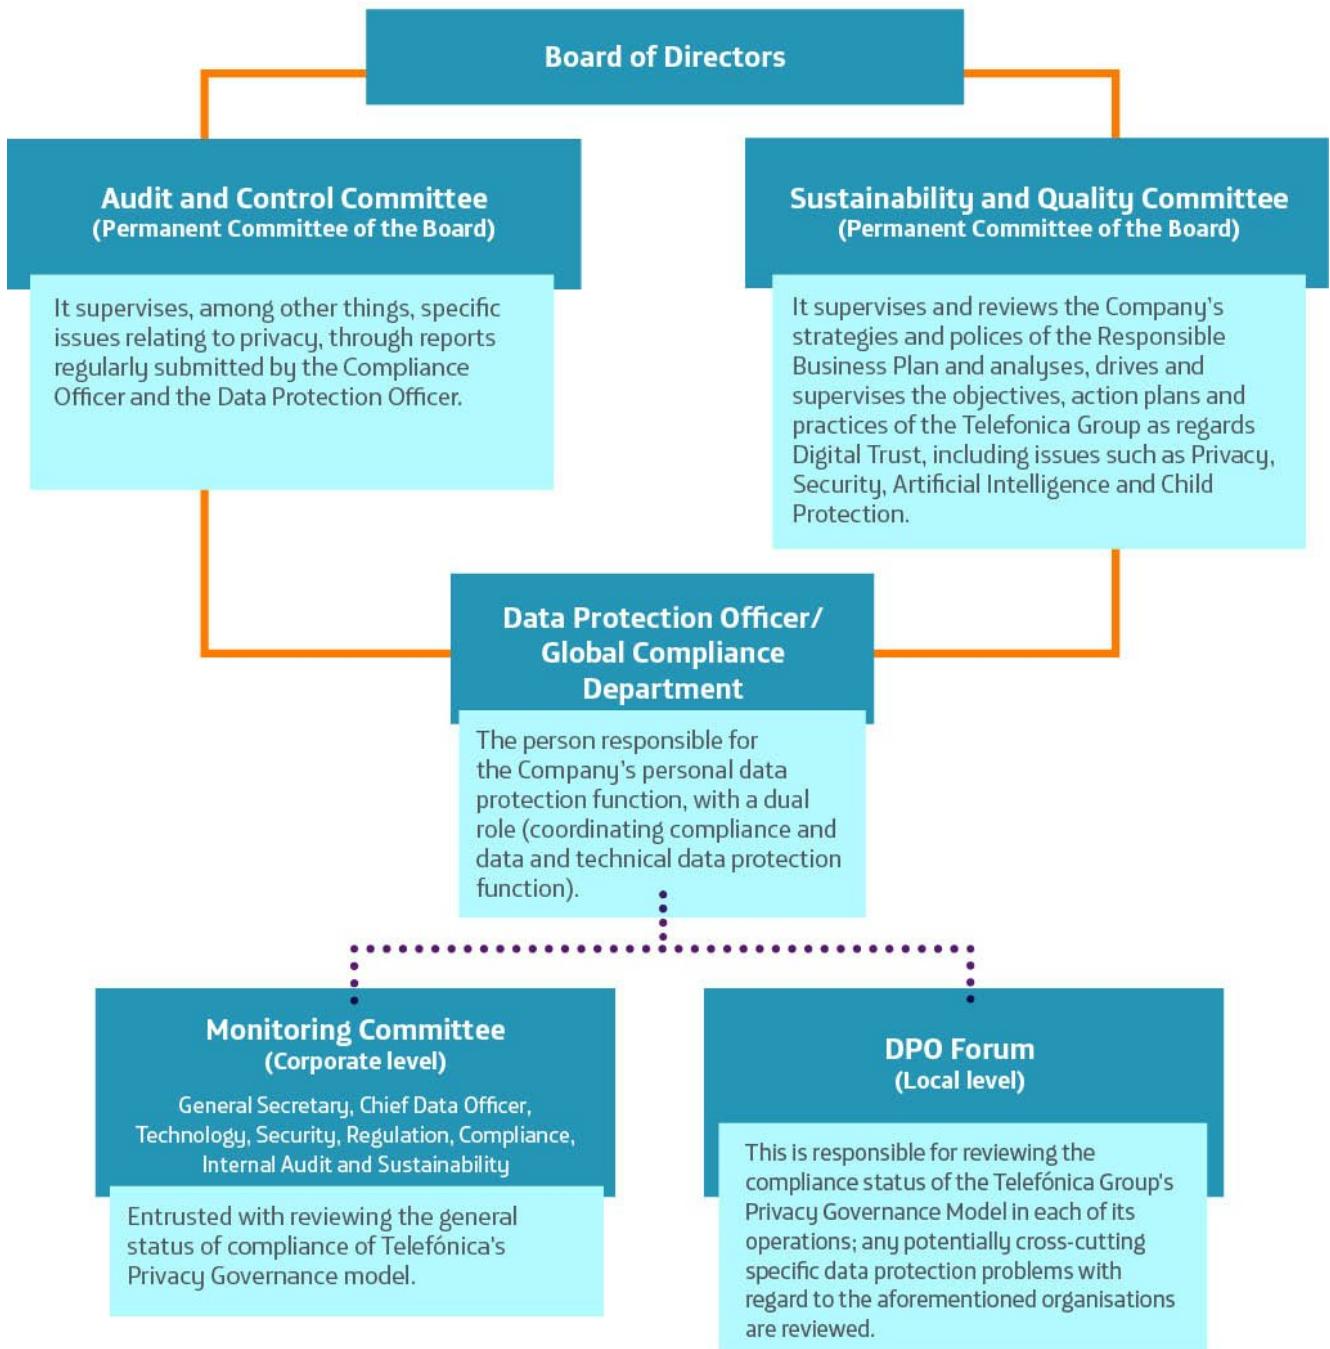 Board of Directors
Audit and Control Committee
(Permanent Committee of the Board)
It supervises, among other things, specific
issues relating to privacy, through reports
regularly submitted by the Compliance
Officer and the Data Protection Officer.
Sustainability and Quality Committee
(Permanent Committee of the Board)
It supervises and reviews the Company's
strategies and polices of the Responsible
Business Plan and analyses, drives and
supervises the objectives, action plans and
practices of the Telefonica Group as regards
Digital Trust, including issues such as Privacy,
Security, Artificial Intelligence and Child
Protection.
Data Protection Officer/
Global Compliance
Department
The person responsible for
the Company's personal data
protection function, with a dual
role (coordinating compliance and
data and technical data protection
function).
Monitoring Committee
(Corporate level)
General Secretary, Chief Data Officer,
Technology, Security, Regulation, Compliance,
Internal Audit and Sustainability
Entrusted with reviewing the general
status of compliance of Telefónica's
Privacy Governance model.
DPO Forum
(Local level)
This is responsible for reviewing the
compliance status of the Telefónica Group's
Privacy Governance Model in each of its
operations; any potentially cross-cutting
specific data protection problems with
regard to the aforementioned organisations
are reviewed.